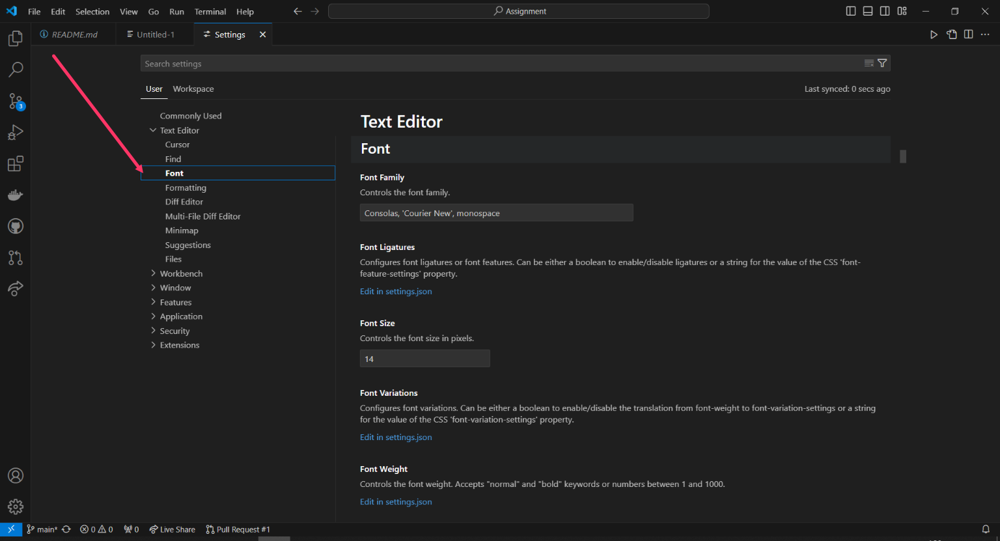 File Edit Selection View Go Run Terminal Help
Assignment
README.md
Untitled-1
Settings
Search settings
User Workspace
Last synced: 0 secs ago
3
Commonly Used
Text Editor
Cursor
Find
Font
Formatting
Diff Editor
Multi-File Diff Editor
Minimap
Suggestions
Files
Workbench
Window
Features
Application
Security
Extensions
Text Editor
Font
Font Family
Controls the font family.
Consolas, 'Courier New', monospace
Font Ligatures
Configures font ligatures or font features. Can be either a boolean to enable/disable ligatures or a string for the value of the CSS 'font-
feature-settings' property.
Edit in settings.json
Font Size
Controls the font size in pixels.
14
Font Variations
Configures font variations. Can be either a boolean to enable/disable the translation from font-weight to font-variation-settings or a string
for the value of the CSS 'font-variation-settings' property.
Edit in settings.json
Font Weight
Controls the font weight. Accepts "normal" and "bold" keywords or numbers between 1 and 1000.
Edit in settings.json
main* 0 0 0 Live Share Pull Request #1